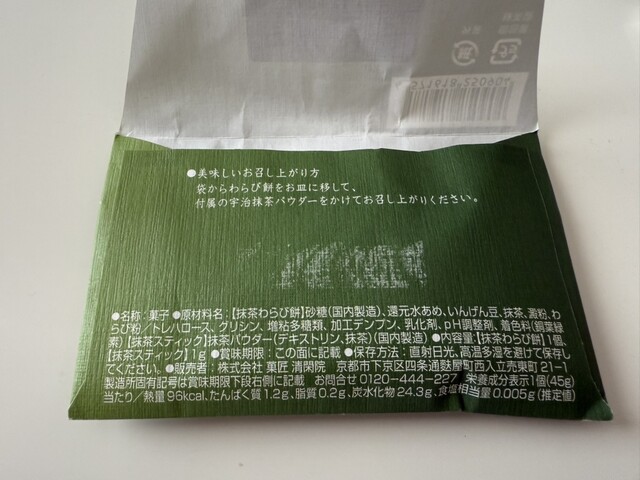 ●美味しいお召し上がり方
袋からわらび餅をお皿に移して、
付属の宇治抹茶パウダーをかけてお召し上がりください。
●名称:菓子 ●原材料名:【抹茶わらび餅】砂糖(国内製造)、還元水あめ、いんげん豆、抹茶、澱粉、わ
らび粉/トレハロース、グリシン、増粘多糖類、加工デンプン、乳化剤、pH調整剤、着色料(銅葉緑
素)【抹茶スティック】抹茶パウダー(デキストリン、抹茶)(国内製造) ●内容量:【抹茶わらび餅】1個、
【抹茶スティック】1g ●賞味期限:この面に記載 ●保存方法:直射日光、高温多湿を避けて保存し
てください。 ●販売者:株式会社 菓匠 清閑院 京都市下京区四条通麩屋町西入立売東町 21-1
製造所固有記号は賞味期限下段右側に記載 お問合せ 0120-444-227 栄養成分表示1個(45g)
当たり/熱量 96kcal、たんぱく質 1.2g、脂質 0.2g、炭水化物 24.3g、食塩相当量 0.005g (推定値)